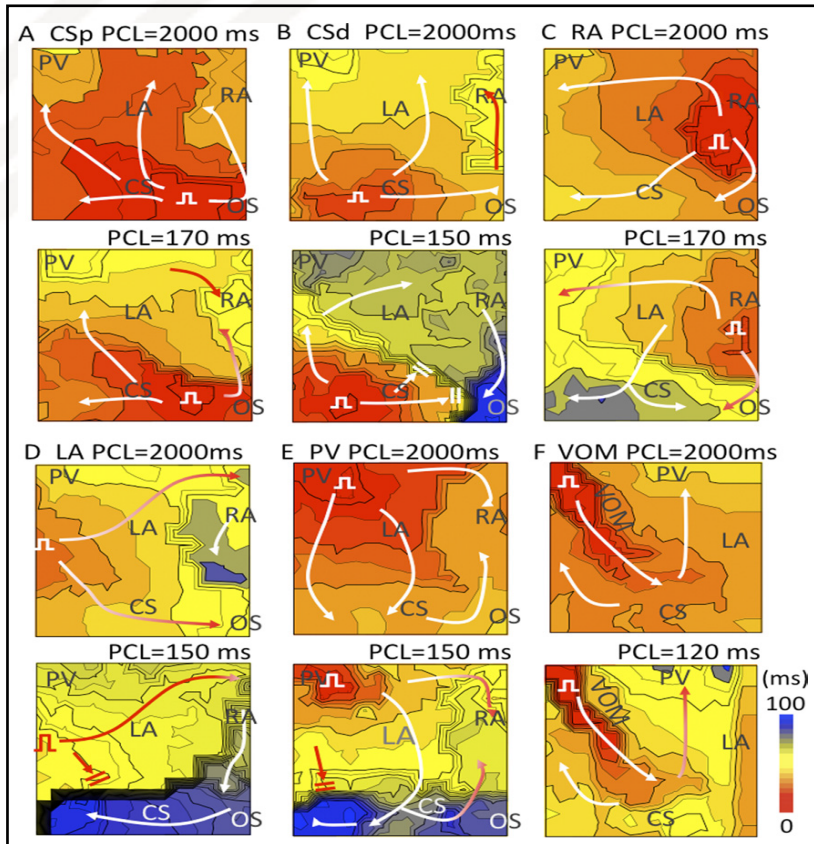 A CSp PCL=2000 ms
PV
LA
RA
CS
OS
PCL=170 ms
PV
LA
RA
CS
OS
B CSd PCL=2000ms
PV
LA
RA
CS
OS
PCL=150 ms
PV
LA
RA
CS
OS
C RA PCL=2000 ms
PV
LA
RA
CS
OS
PCL=170 ms
PV
LA
RA
CS
OS
D LA PCL=2000ms
PV
LA
RA
CS
OS
PCL=150 ms
PV
LA
RA
CS
OS
E PV PCL=2000ms
PV
LA
RA
CS
OS
PCL=150 ms
PV
LA
RA
CS
OS
F VOM PCL=2000ms
VOM
PV
LA
CS
PCL=120 ms
VOM
PV
LA
CS
(ms)
100
0